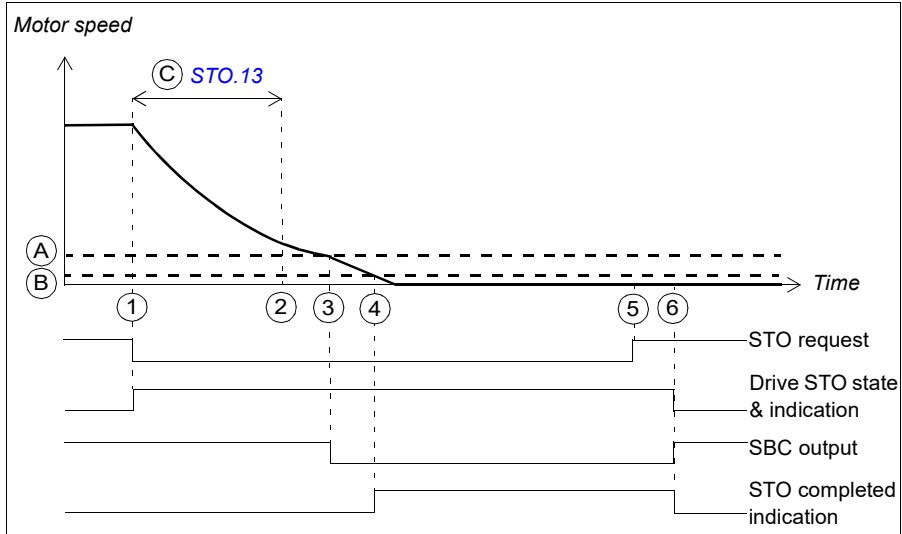 Motor speed
C STO.13
A
B
Time
1 2 3 4 5 6
STO request
Drive STO state
& indication
SBC output
STO completed
indication